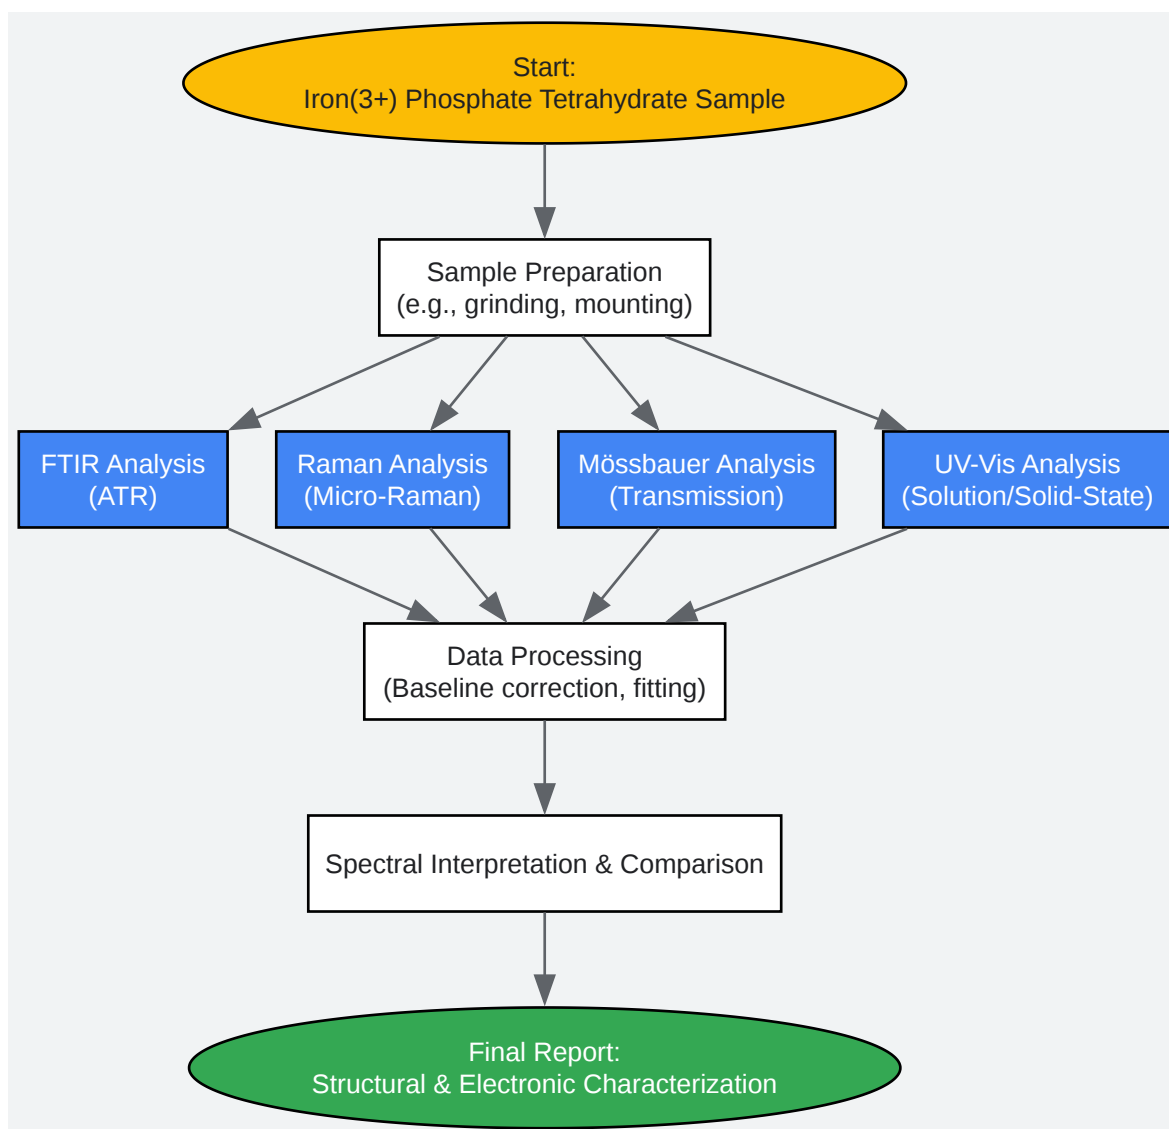 Start:
Iron(3+) Phosphate Tetrahydrate Sample
Sample Preparation
(e.g., grinding, mounting)
FTIR Analysis
(ATR)
Raman Analysis
(Micro-Raman)
Mössbauer Analysis
(Transmission)
UV-Vis Analysis
(Solution/Solid-State)
Data Processing
(Baseline correction, fitting)
Spectral Interpretation & Comparison
Final Report:
Structural & Electronic Characterization